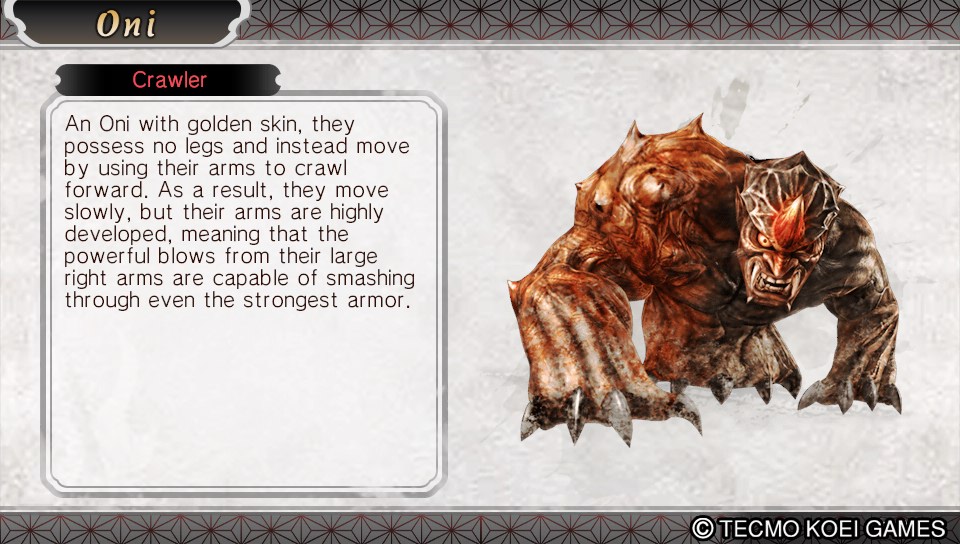 Oni
Crawler
An Oni with golden skin, they
possess no legs and instead move
by using their arms to crawl
forward. As a result, they move
slowly, but their arms are highly
developed, meaning that the
powerful blows from their large
right arms are capable of smashing
through even the strongest armor.
© TECMO KOEI GAMES